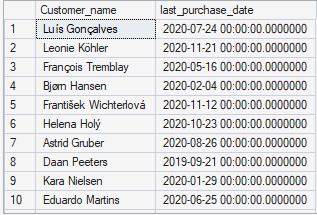 Customer_name last_purchase_date
1 Luís Gonçalves 2020-07-24 00:00:00.0000000
2 Leonie Köhler 2020-11-21 00:00:00.0000000
3 François Tremblay 2020-05-16 00:00:00.0000000
4 Bjørn Hansen 2020-02-04 00:00:00.0000000
5 František Wichterlová 2020-11-12 00:00:00.0000000
6 Helena Holý 2020-10-23 00:00:00.0000000
7 Astrid Gruber 2020-08-26 00:00:00.0000000
8 Daan Peeters 2019-09-21 00:00:00.0000000
9 Kara Nielsen 2020-01-29 00:00:00.0000000
10 Eduardo Martins 2020-06-25 00:00:00.0000000